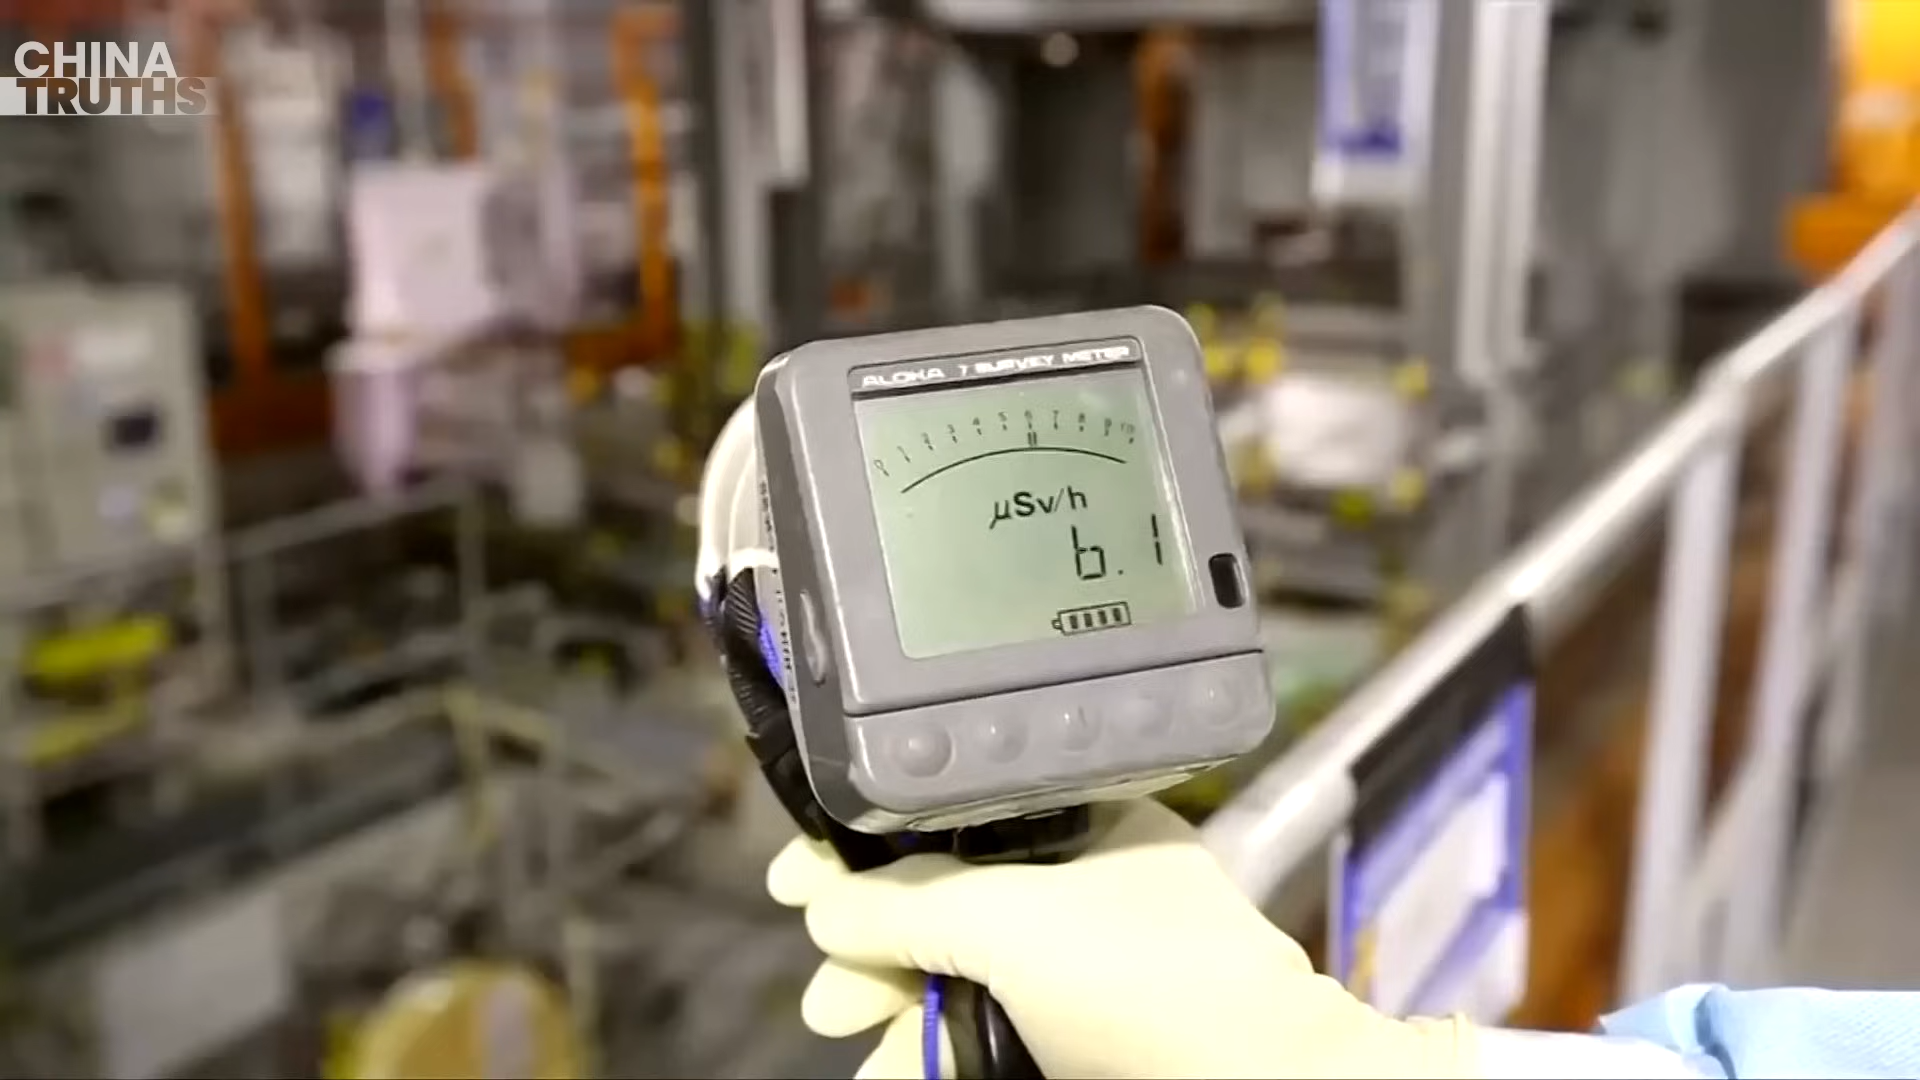 CHINA
TRUTHS
ALOKA γ SURVEY METER
0 1 2 3 4 5 6 7 8 9 10
μSv/h
6.1